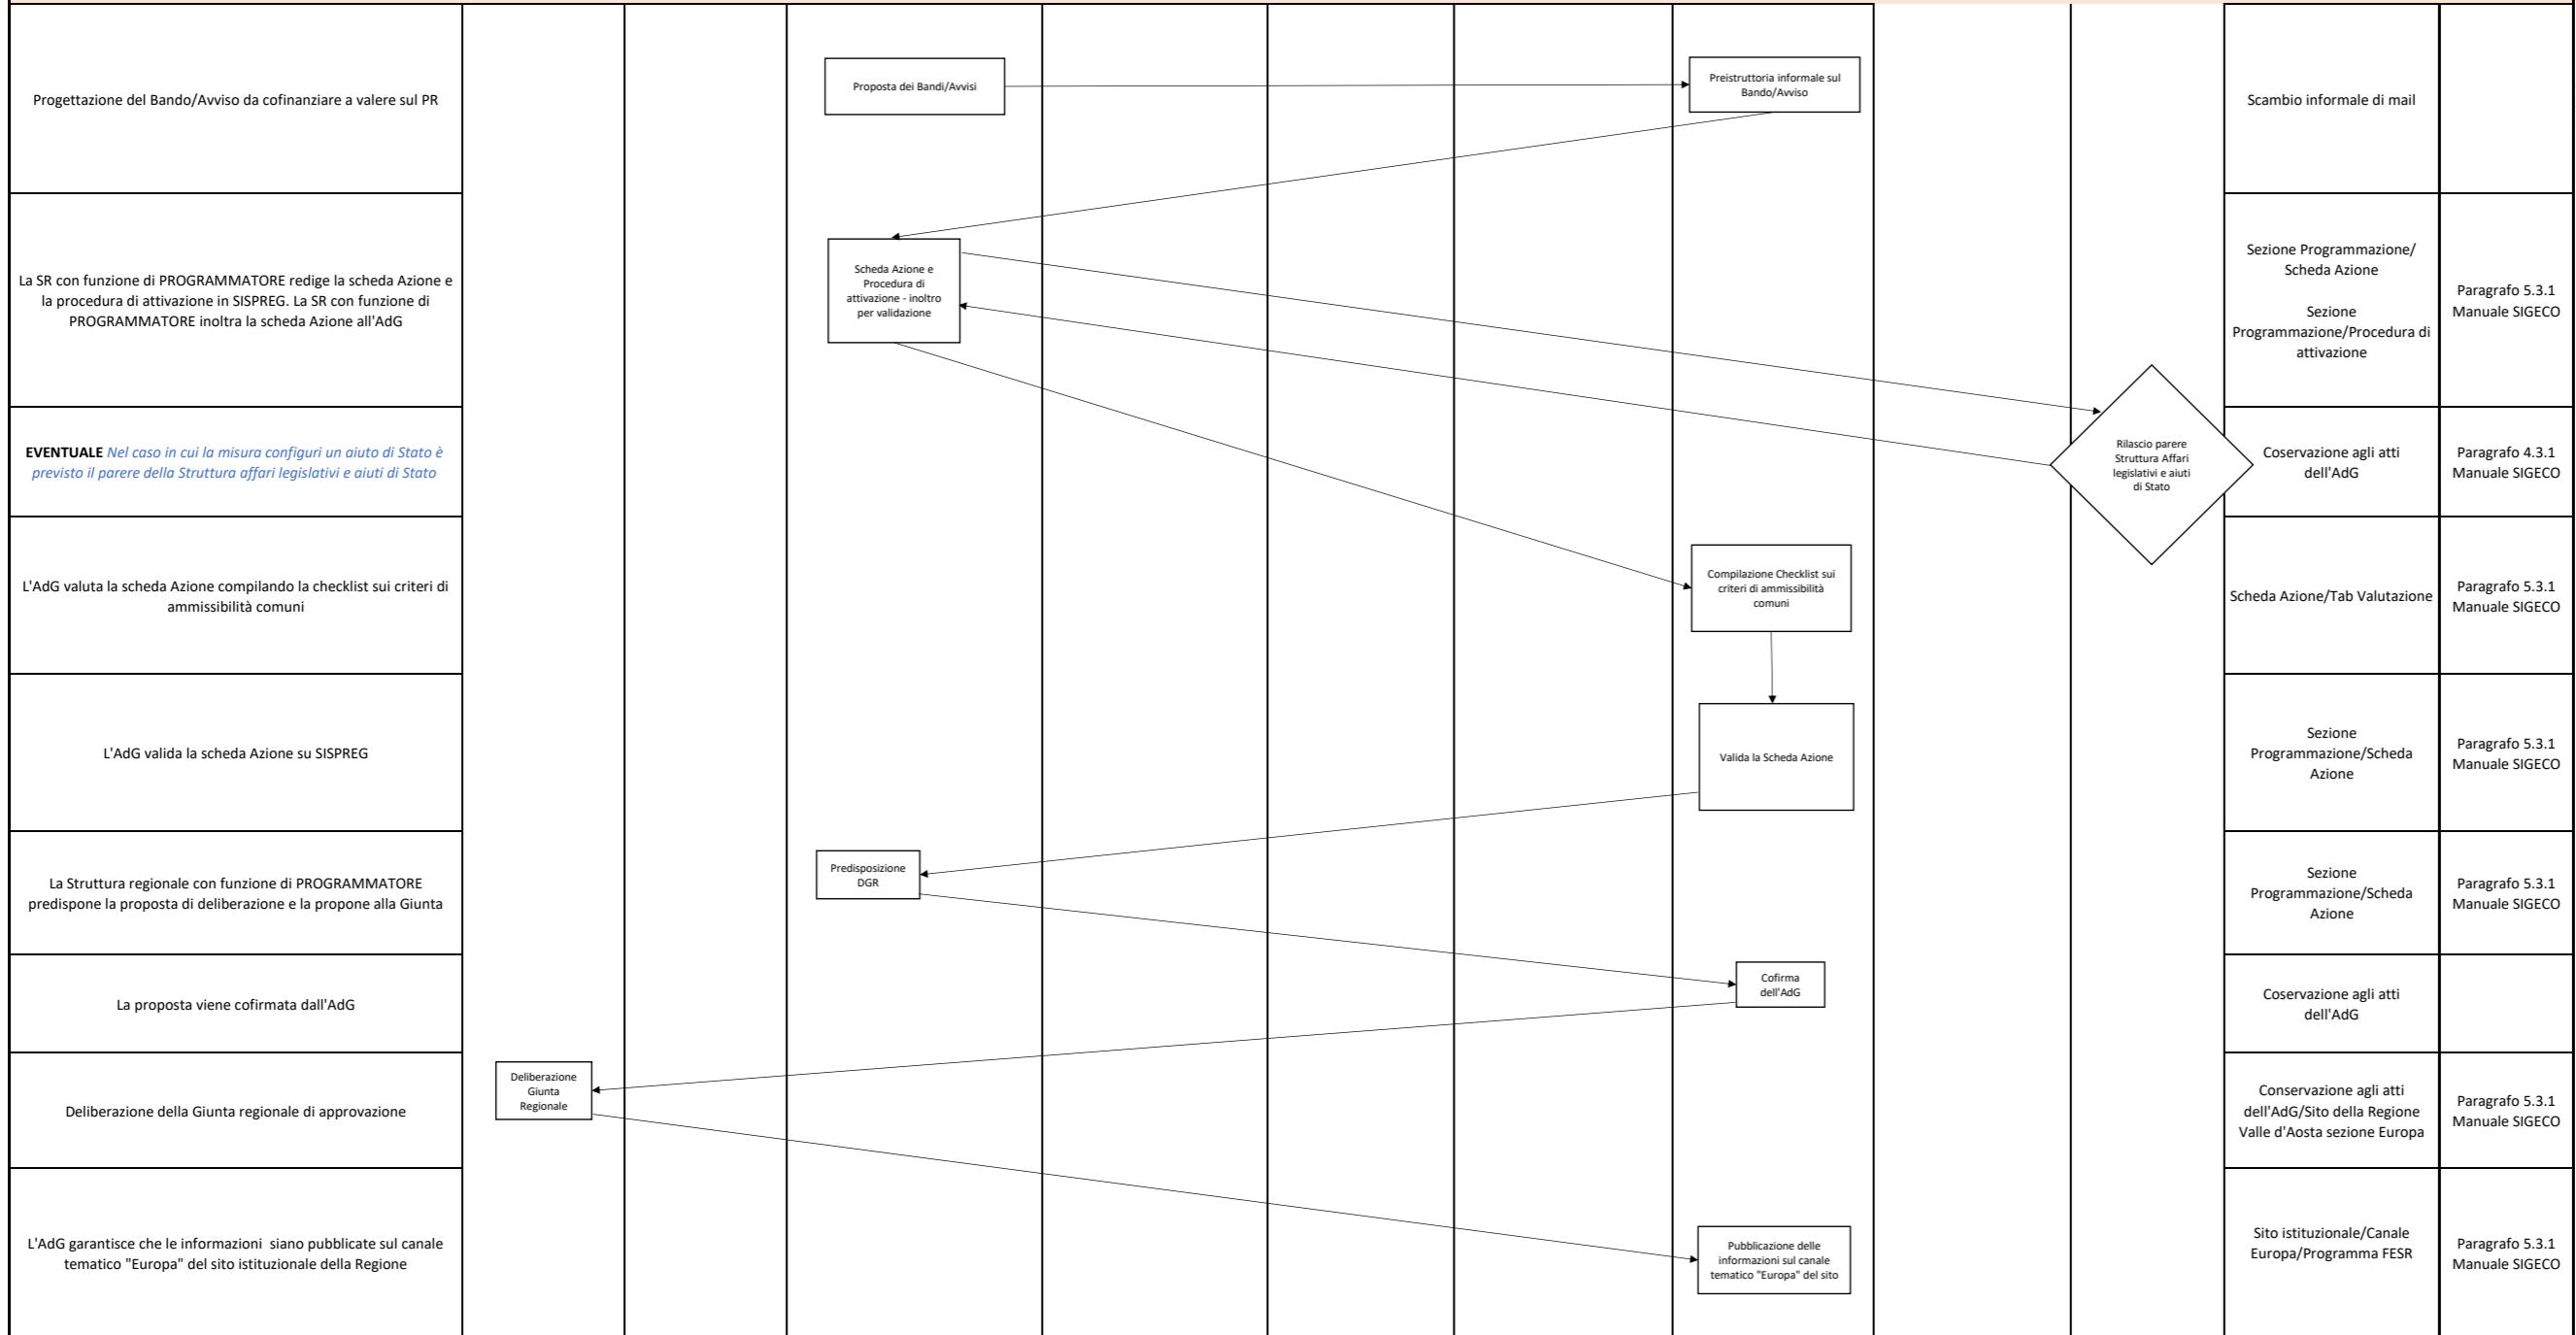 Progettazione del Bando/Avviso da cofinanziare a valere sul PR
Proposta dei Bandi/Avvisi
Preistruttoria informale sul
Bando/Avviso
Scambio informale di mail
La SR con funzione di PROGRAMMATORE redige la scheda Azione e
la procedura di attivazione in SISPREG. La SR con funzione di
PROGRAMMATORE inoltra la scheda Azione all'AdG
Scheda Azione e
Procedura di
attivazione - inoltro
per validazione
Sezione Programmazione/
Scheda Azione
Sezione
Programmazione/Procedura di
attivazione
Paragrafo 5.3.1
Manuale SIGECO
EVENTUALE Nel caso in cui la misura configuri un aiuto di Stato è
previsto il parere della Struttura affari legislativi e aiuti di Stato
Rilascio parere
Struttura Affari
legislativi e aiuti
di Stato
Coservazione agli atti
dell'AdG
Paragrafo 4.3.1
Manuale SIGECO
L'AdG valuta la scheda Azione compilando la checklist sui criteri di
ammissibilità comuni
Compilazione Checklist sui
criteri di ammissibilità
comuni
Scheda Azione/Tab Valutazione
Paragrafo 5.3.1
Manuale SIGECO
L'AdG valida la scheda Azione su SISPREG
Valida la Scheda Azione
Sezione
Programmazione/Scheda
Azione
Paragrafo 5.3.1
Manuale SIGECO
La Struttura regionale con funzione di PROGRAMMATORE
predispone la proposta di deliberazione e la propone alla Giunta
Predisposizione
DGR
Sezione
Programmazione/Scheda
Azione
Paragrafo 5.3.1
Manuale SIGECO
La proposta viene cofirmata dall'AdG
Cofirma
dell'AdG
Coservazione agli atti
dell'AdG
Deliberazione della Giunta regionale di approvazione
Deliberazione
Giunta
Regionale
Conservazione agli atti
dell'AdG/Sito della Regione
Valle d'Aosta sezione Europa
Paragrafo 5.3.1
Manuale SIGECO
L'AdG garantisce che le informazioni siano pubblicate sul canale
tematico "Europa" del sito istituzionale della Regione
Pubblicazione delle
informazioni sul canale
tematico "Europa" del sito
Sito istituzionale/Canale
Europa/Programma FESR
Paragrafo 5.3.1
Manuale SIGECO